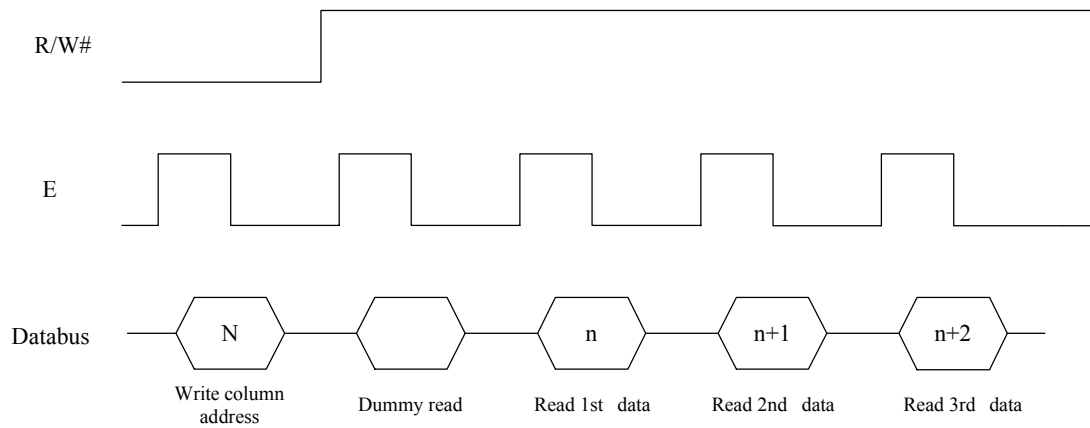 R/W#
E
Databus
N
n
n+1
n+2
Write column
address
Dummy read
Read 1st data
Read 2nd data
Read 3rd data